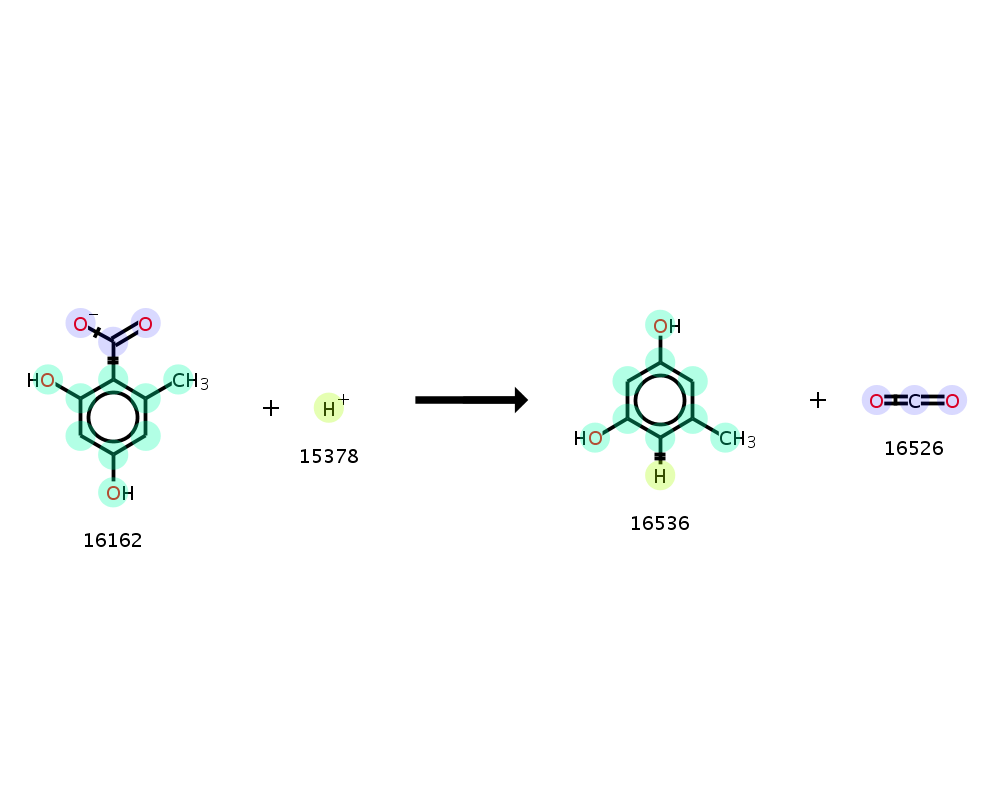 O⁻ O
HO CH₃
OH
16162
+
H⁺
15378
OH
HO CH₃
H
16536
+
O C O
16526